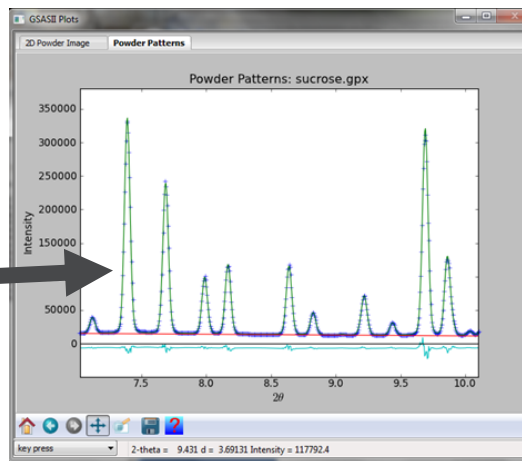 GSASII Plots
2D Powder Image Powder Patterns
Powder Patterns: sucrose.gpx
350000
300000
250000
200000
150000
100000
50000
0
Intensity
7.5 8.0 8.5 9.0 9.5 10.0
2θ
?
key press 2-theta = 9.431 d = 3.69131 Intensity = 117792.4